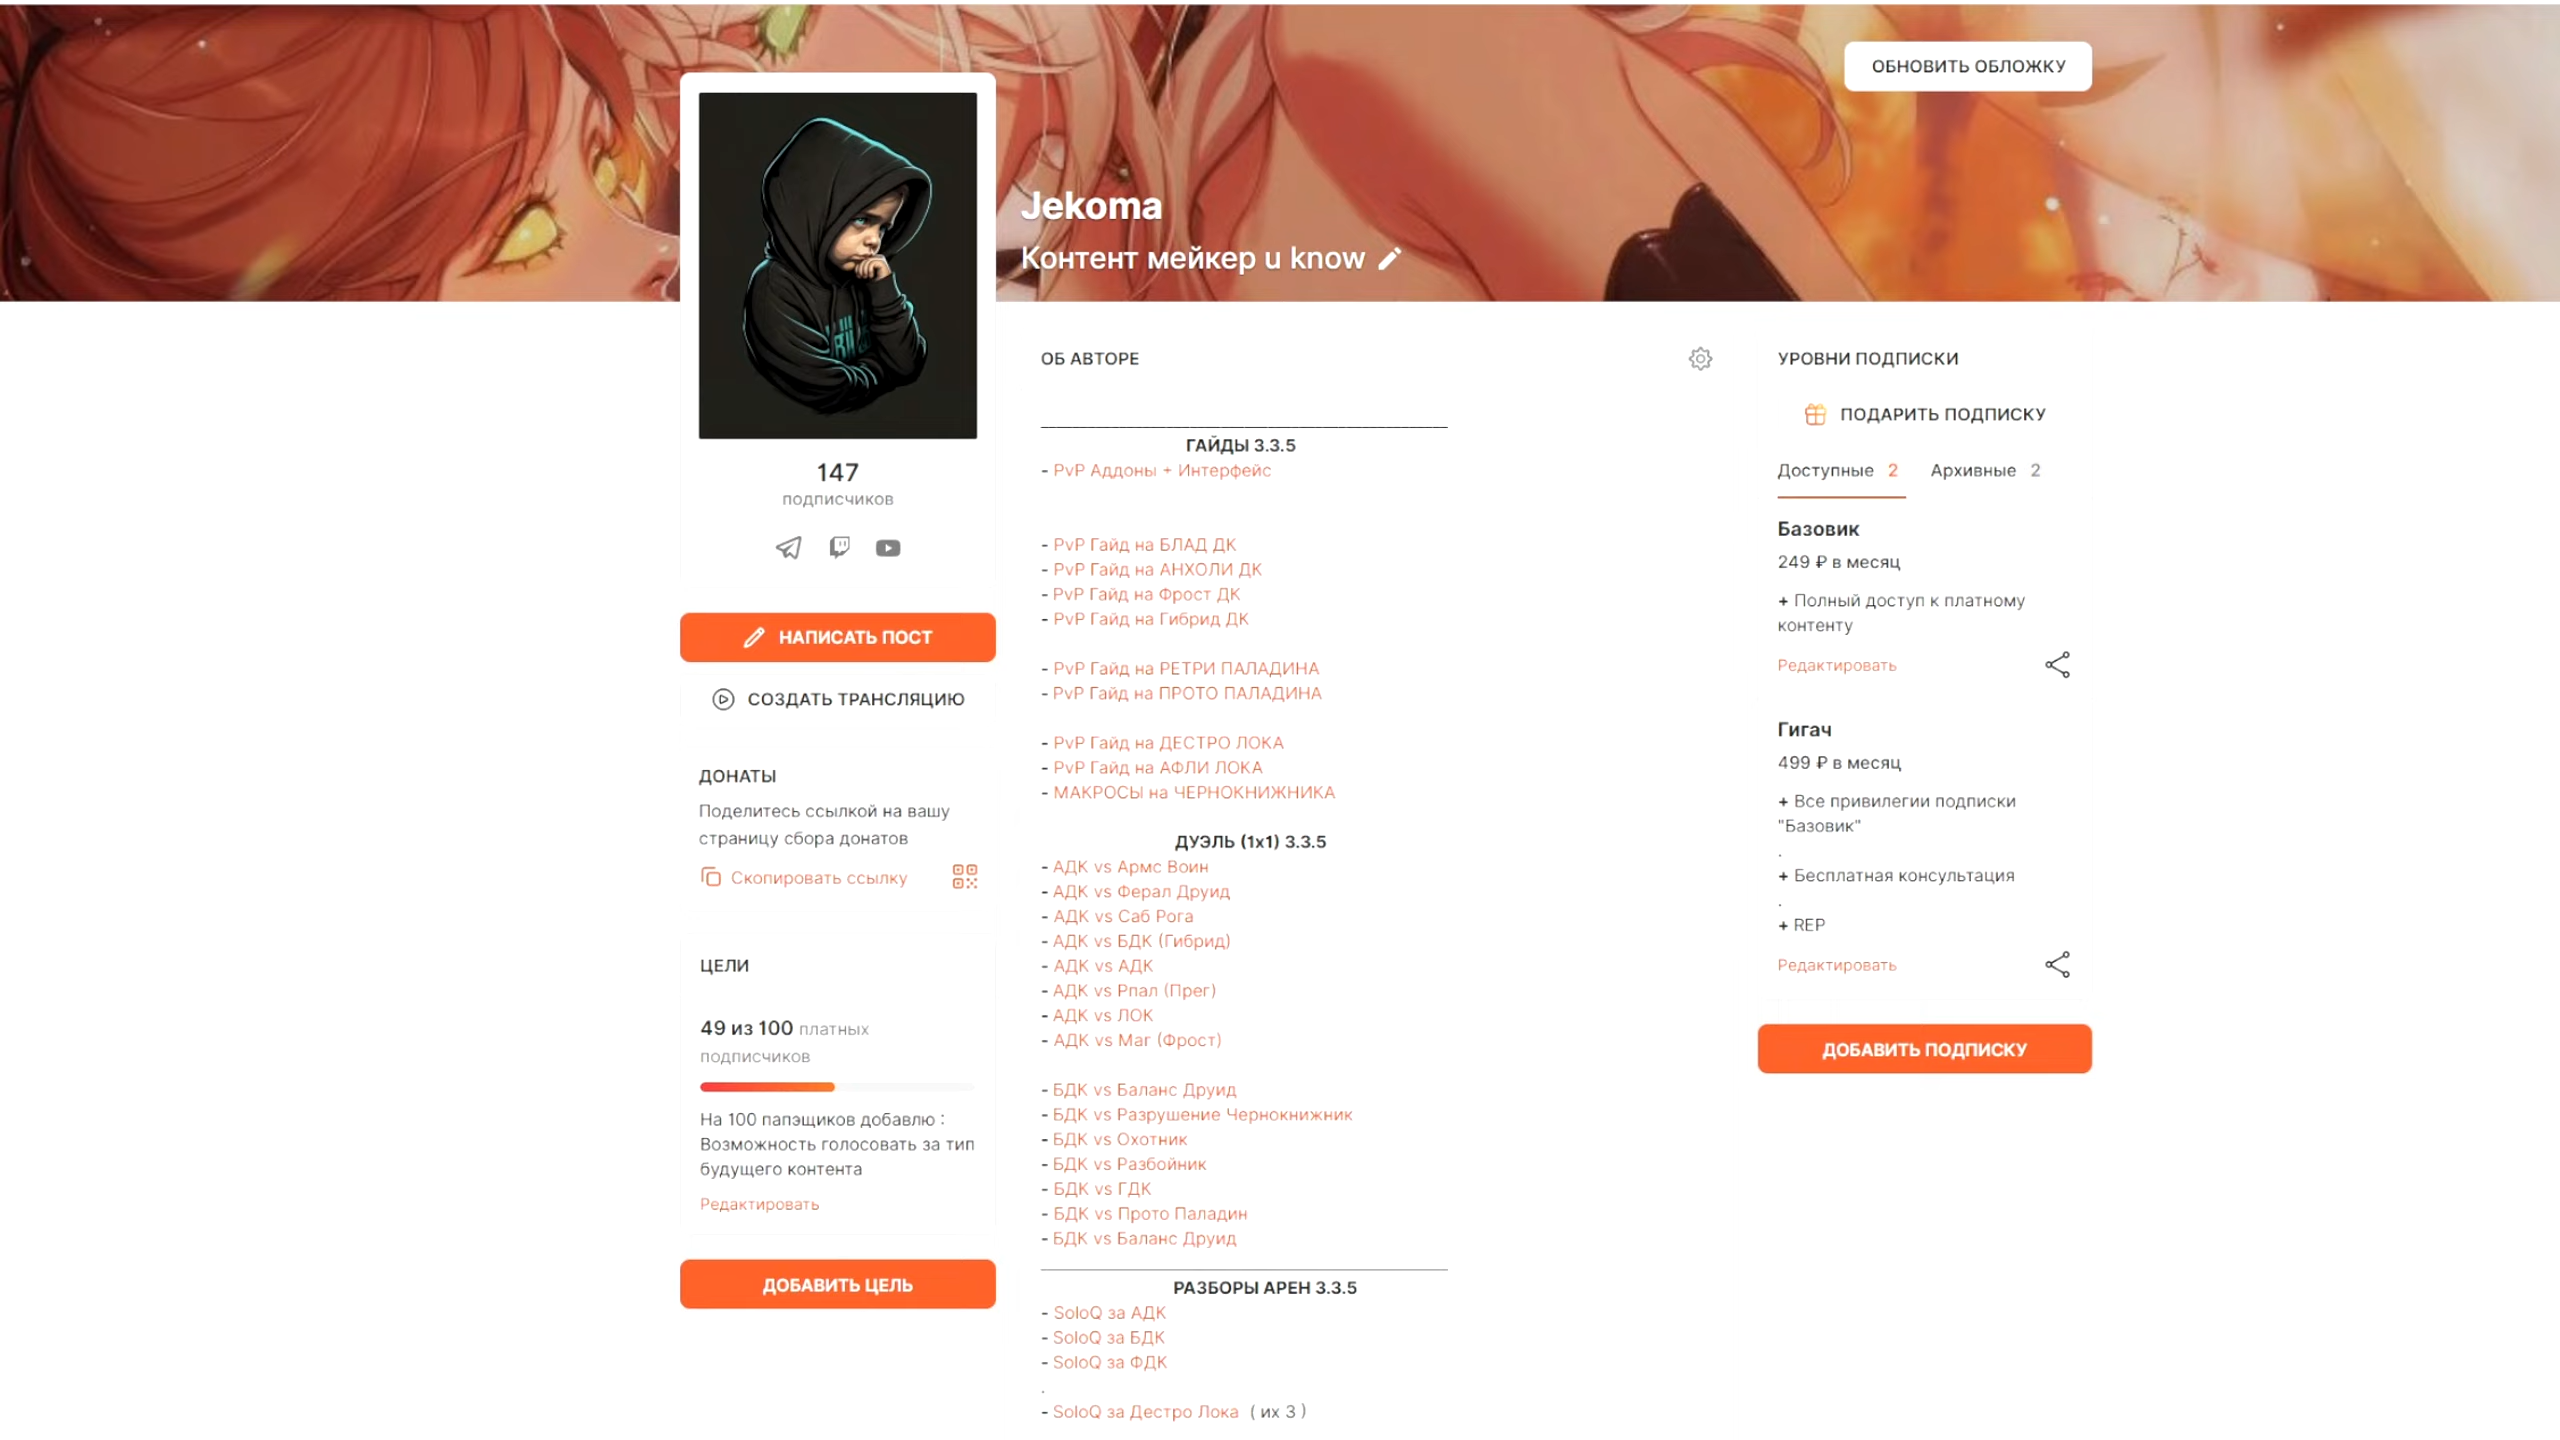 ОБНОВИТЬ ОБЛОЖКУ
Jekoma
Контент мейкер u know
147
подписчиков
НАПИСАТЬ ПОСТ
СОЗДАТЬ ТРАНСЛЯЦИЮ
ДОНАТЫ
Поделитесь ссылкой на вашу
страницу сбора донатов
Скопировать ссылку
ЦЕЛИ
49 из 100 платных
подписчиков
На 100 папэщиков добавлю :
Возможность голосовать за тип
будущего контента
Редактировать
ДОБАВИТЬ ЦЕЛЬ
ОБ АВТОРЕ
ГАЙДЫ 3.3.5
- PvP Аддоны + Интерфейс
- PvP Гайд на БЛАД ДК
- PvP Гайд на АНХОЛИ ДК
- PvP Гайд на Фрост ДК
- PvP Гайд на Гибрид ДК
- PvP Гайд на РЕТРИ ПАЛАДИНА
- PvP Гайд на ПРОТО ПАЛАДИНА
- PvP Гайд на ДЕСТРО ЛОКА
- PvP Гайд на АФЛИ ЛОКА
- МАКРОСЫ на ЧЕРНОКНИЖНИКА
ДУЭЛЬ (1х1) 3.3.5
- АДК vs Армс Воин
- АДК vs Ферал Друид
- АДК vs Саб Рога
- АДК vs БДК (Гибрид)
- АДК vs АДК
- АДК vs Рпал (Прег)
- АДК vs ЛОК
- АДК vs Маг (Фрост)
- БДК vs Баланс Друид
- БДК vs Разрушение Чернокнижник
- БДК vs Охотник
- БДК vs Разбойник
- БДК vs ГДК
- БДК vs Прото Паладин
- БДК vs Баланс Друид
РАЗБОРЫ АРЕН 3.3.5
- SoloQ за АДК
- SoloQ за БДК
- SoloQ за ФДК
.
- SoloQ за Дестро Лока ( их 3 )
УРОВНИ ПОДПИСКИ
ПОДАРИТЬ ПОДПИСКУ
Доступные 2 Архивные 2
Базовик
249 ₽ в месяц
+ Полный доступ к платному
контенту
Редактировать
Гигач
499 ₽ в месяц
+ Все привилегии подписки
"Базовик"
.
+ Бесплатная консультация
.
+ REP
Редактировать
ДОБАВИТЬ ПОДПИСКУ